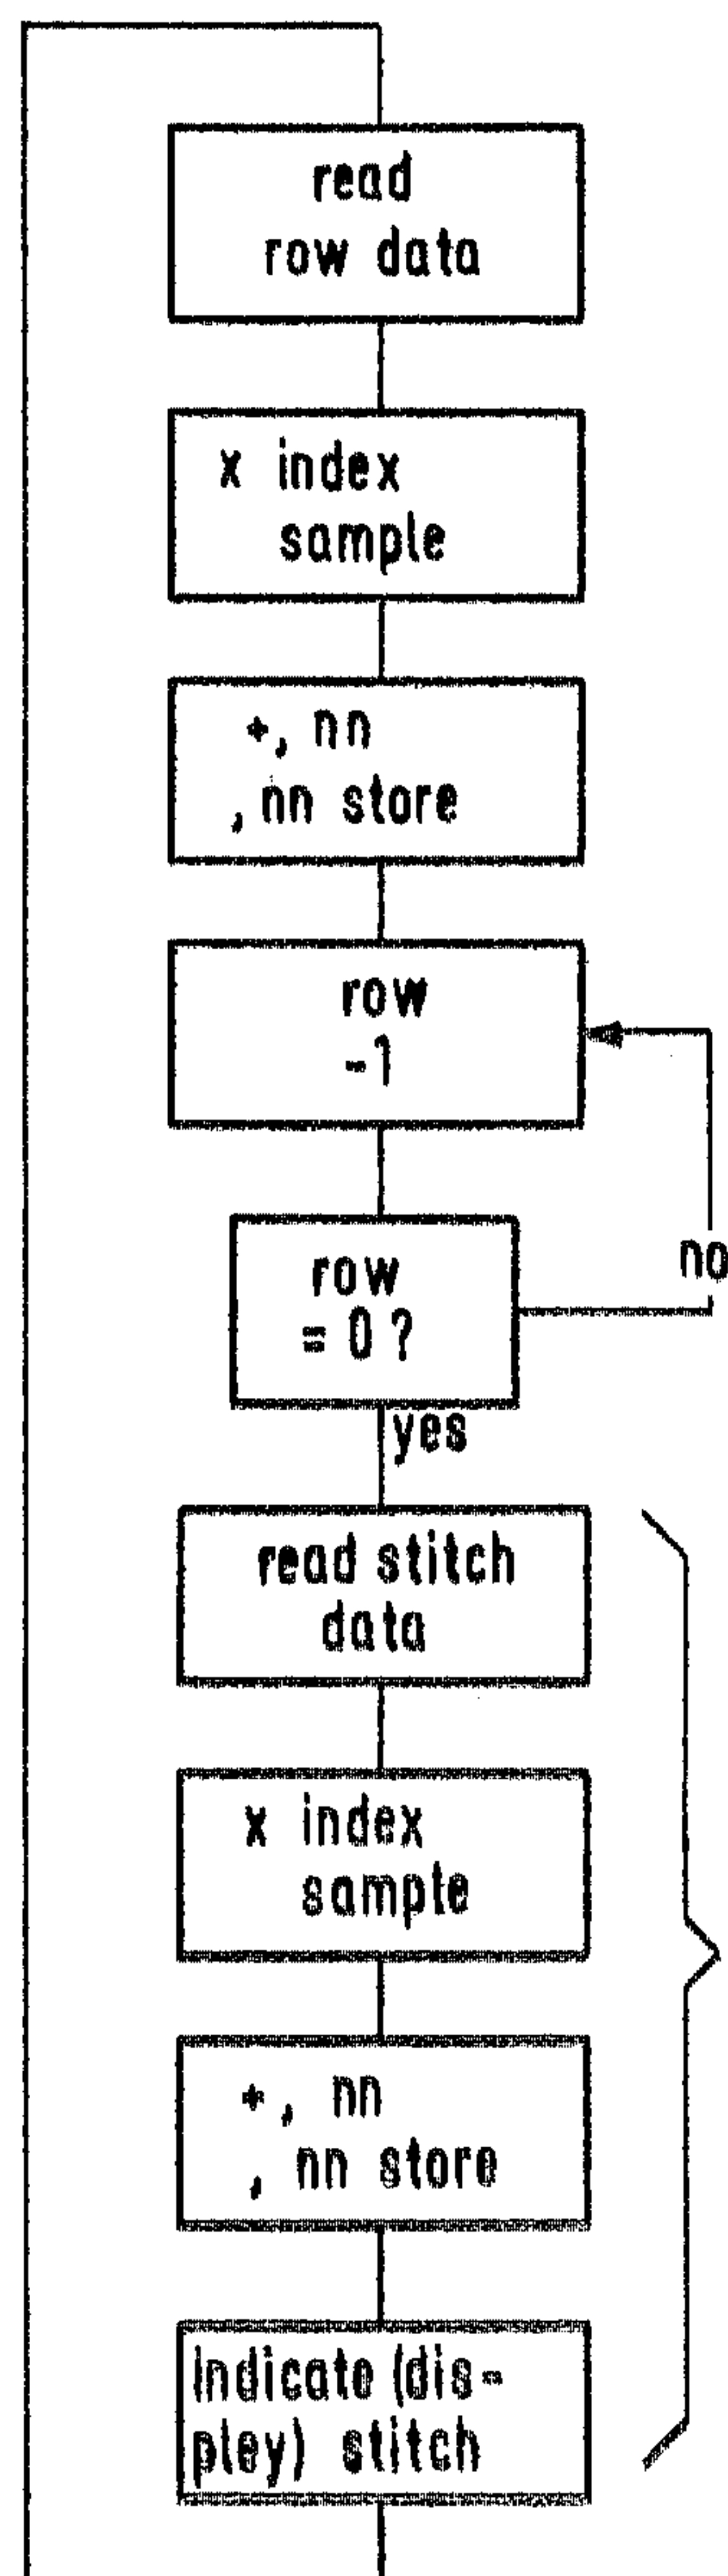 read
row data
x index
sample
+, nn
, nn store
row
-1
row
= 0 ?
no
yes
read stitch
data
x index
sample
+, nn
, nn store
Indicate (dis-
pley) stitch